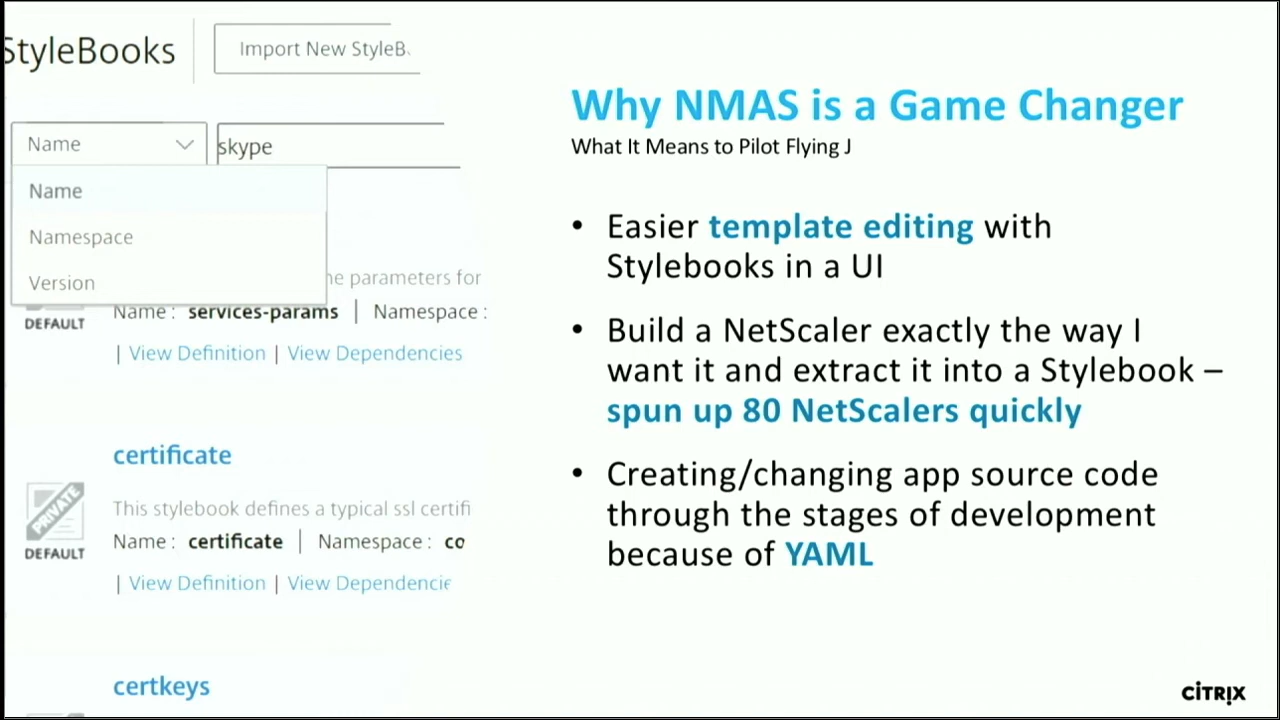 StyleBooks
Import New StyleB
Name
skype
Name
Namespace
Version
he parameters for
DEFAULT
Name : services-params | Namespace :
| View Definition | View Dependencies
certificate
This stylebook defines a typical ssl certifi
PRIVATE
DEFAULT
Name : certificate | Namespace : co
| View Definition | View Dependencie
certkeys
Why NMAS is a Game Changer
What It Means to Pilot Flying J
• Easier template editing with
Stylebooks in a UI
• Build a NetScaler exactly the way I
want it and extract it into a Stylebook –
spun up 80 NetScalers quickly
• Creating/changing app source code
through the stages of development
because of YAML
CİTRIX